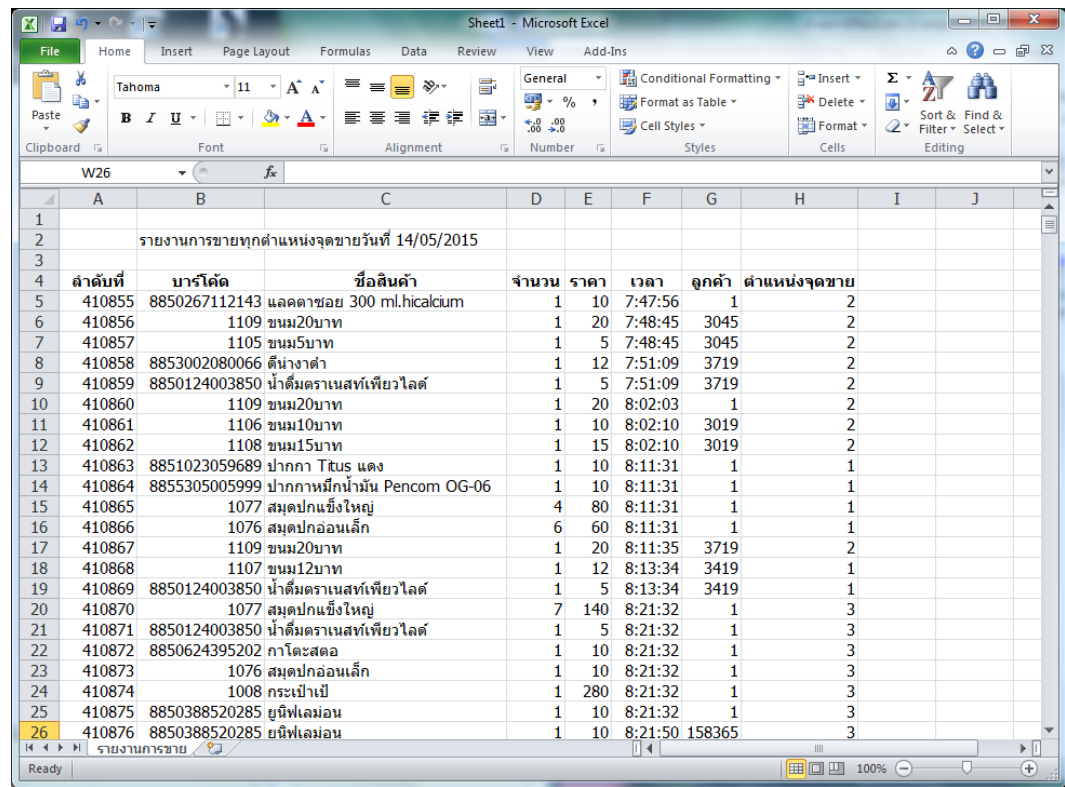 Sheet1 - Microsoft Excel
File Home Insert Page Layout Formulas Data Review View Add-Ins
Tahoma 11 General Conditional Formatting Insert Σ
Paste % , Format as Table Delete Sort & Find &
B I U A Cell Styles Format Filter Select
Clipboard Font Alignment Number Styles Cells Editing
W26 fx
A B C D E F G H I J
1
2 รายงานการขายทุกตำแหน่งจุดขายวันที่ 14/05/2015
3
4 ลำดับที่ บาร์โค้ด ชื่อสินค้า จำนวน ราคา เวลา ลูกค้า ตำแหน่งจุดขาย
5 410855 8850267112143 แลคตาซอย 300 ml.hicalcium 1 10 7:47:56 1 2
6 410856 1109 ขนม20บาท 1 20 7:48:45 3045 2
7 410857 1105 ขนม5บาท 1 5 7:48:45 3045 2
8 410858 8853002080066 ดีน่างาดำ 1 12 7:51:09 3719 2
9 410859 8850124003850 น้ำดื่มตราเนสท์เพียวไลด์ 1 5 7:51:09 3719 2
10 410860 1109 ขนม20บาท 1 20 8:02:03 1 2
11 410861 1106 ขนม10บาท 1 10 8:02:10 3019 2
12 410862 1108 ขนม15บาท 1 15 8:02:10 3019 2
13 410863 8851023059689 ปากกา Titus แดง 1 10 8:11:31 1 1
14 410864 8855305005999 ปากกาหมึกน้ำมัน Pencom OG-06 1 10 8:11:31 1 1
15 410865 1077 สมุดปกแข็งใหญ่ 4 80 8:11:31 1 1
16 410866 1076 สมุดปกอ่อนเล็ก 6 60 8:11:31 1 1
17 410867 1109 ขนม20บาท 1 20 8:11:35 3719 2
18 410868 1107 ขนม12บาท 1 12 8:13:34 3419 1
19 410869 8850124003850 น้ำดื่มตราเนสท์เพียวไลด์ 1 5 8:13:34 3419 1
20 410870 1077 สมุดปกแข็งใหญ่ 7 140 8:21:32 1 3
21 410871 8850124003850 น้ำดื่มตราเนสท์เพียวไลด์ 1 5 8:21:32 1 3
22 410872 8850624395202 กาโตะสตอ 1 10 8:21:32 1 3
23 410873 1076 สมุดปกอ่อนเล็ก 1 10 8:21:32 1 3
24 410874 1008 กระเป๋าเป้ 1 280 8:21:32 1 3
25 410875 8850388520285 ยูนิฟเลม่อน 1 10 8:21:32 1 3
26 410876 8850388520285 ยูนิฟเลม่อน 1 10 8:21:50 158365 3
รายงานการขาย
Ready 100%